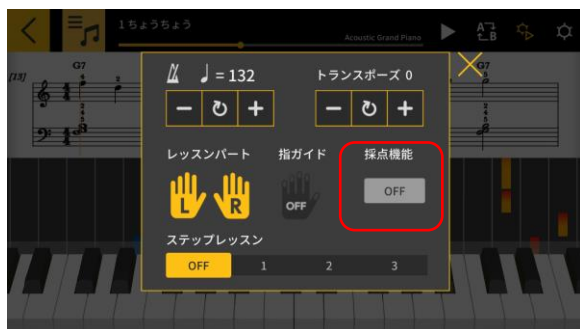 1 ちょうちょう
Acoustic Grand Piano
A
B
[13]
G7
G7
♩ = 132
トランスポーズ 0
レッスンパート
指ガイド
採点機能
L
R
OFF
OFF
ステップレッスン
OFF 1 2 3